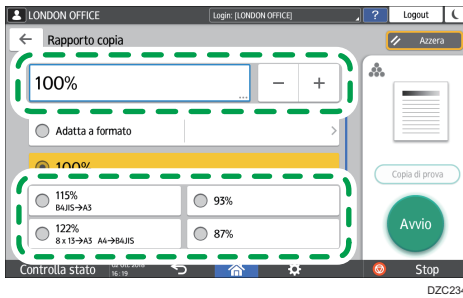 LONDON OFFICE
Login: [LONDON OFFICE]
?
Logout
Rapporto copia
Azzera
100%
...
−
+
Adatta a formato
>
100%
Copia di prova
115%
B4JIS→A3
93%
122%
8 x 13→A3 A4→B4JIS
87%
Avvio
Controlla stato
16:19
Stop
DZC234